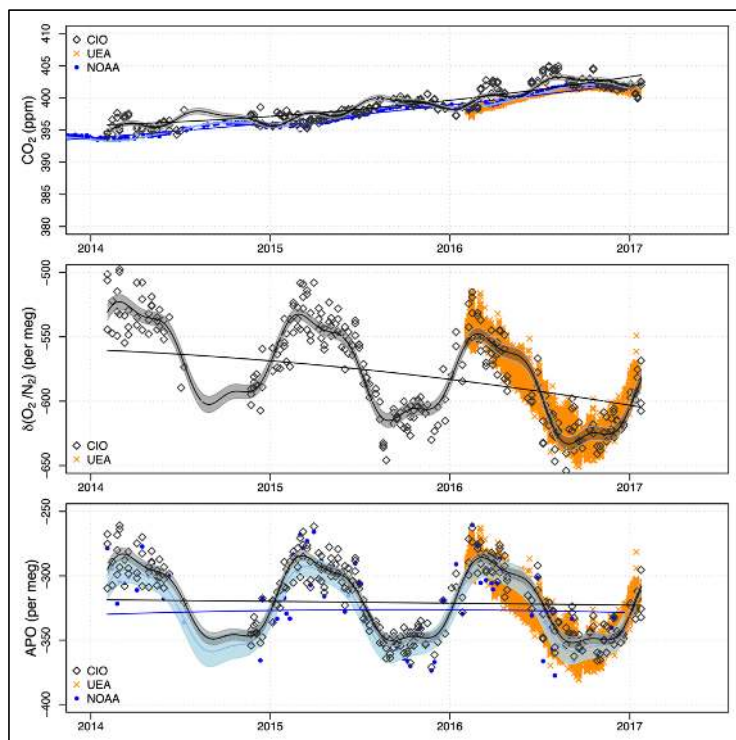 CO₂ (ppm)
410
405
400
395
390
385
380
CIO
UEA
NOAA
2014 2015 2016 2017
δ(O₂ /N₂) (per meg)
−500
−550
−600
−650
CIO
UEA
2014 2015 2016 2017
APO (per meg)
−250
−300
−350
−400
CIO
UEA
NOAA
2014 2015 2016 2017